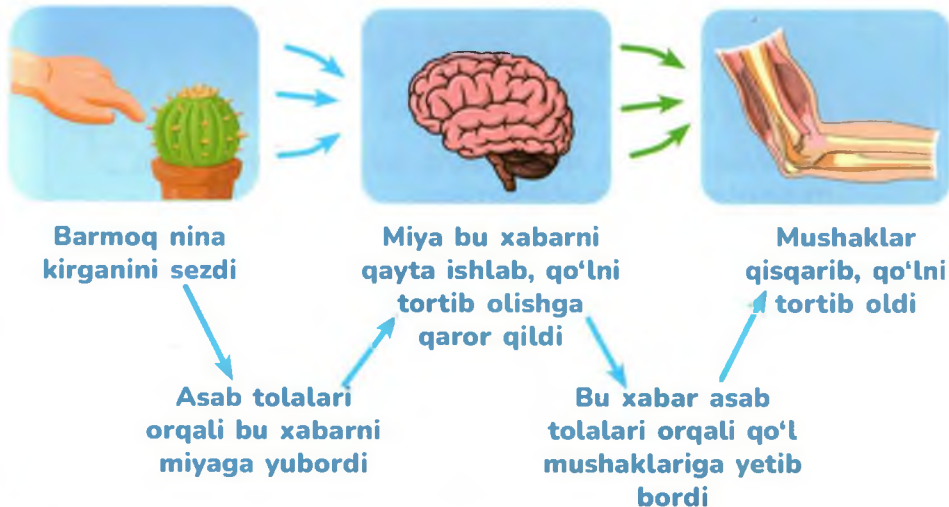 Barmoq nina
kirganini sezdi
Asab tolalari
orqali bu xabarni
miyaga yubordi
Miya bu xabarni
qayta ishlab, qo‘lni
tortib olishga
qaror qildi
Bu xabar asab
tolalari orqali qo‘l
mushaklariga yetib
bordi
Mushaklar
qisqarib, qo‘lni
tortib oldi